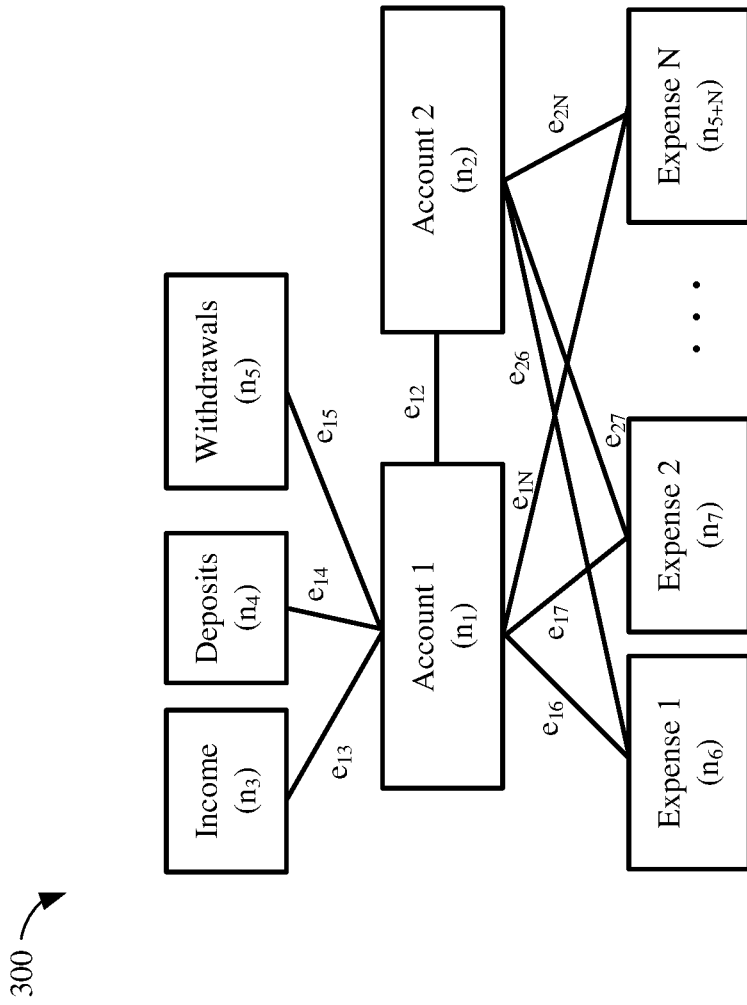 300
Income
(n3)
Deposits
(n4)
Withdrawals
(n5)
e13
e14
e15
Account 1
(n1)
e12
Account 2
(n2)
e16
e17
e1N
e26
e27
e2N
Expense 1
(n6)
Expense 2
(n7)
. . .
Expense N
(n5+N)